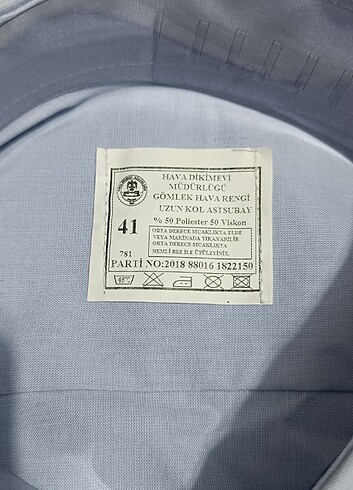 HAVA DİKİMEVİ
MÜDÜRLÜĞÜ
GÖMLEK HAVA RENGİ
UZUN KOL ASTSUBAY
% 50 Poliester 50 Viskon
41
781
ORTA DERECE SICAKLIKTA ELDE
VEYA MAKİNADA YIKANABİLİR
ORTA DERECE SICAKLIKTA
NEMLİ BEZ İLE ÜTÜLEYİNİZ.
PARTİ NO:2018 88016 1822150